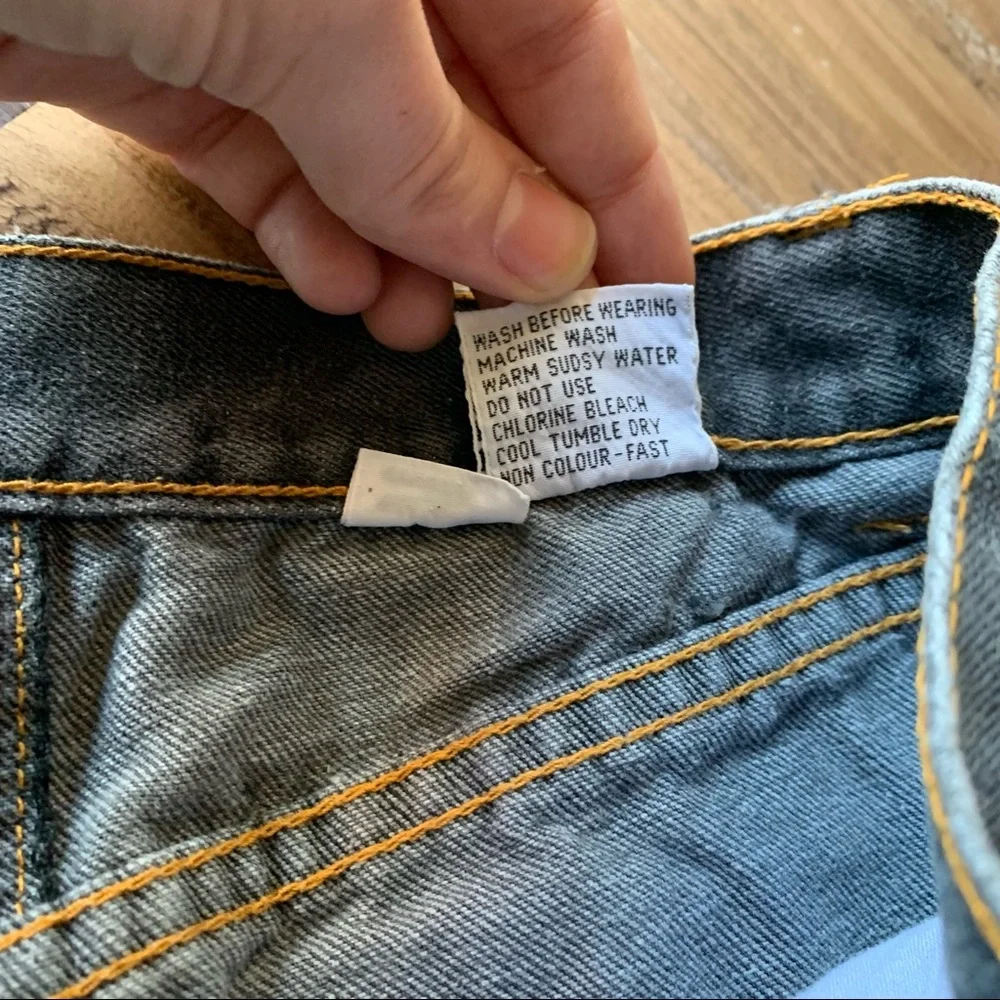 WASH BEFORE WEARING
MACHINE WASH
WARM SUDSY WATER
DO NOT USE
CHLORINE BLEACH
COOL TUMBLE DRY
NON COLOUR-FAST